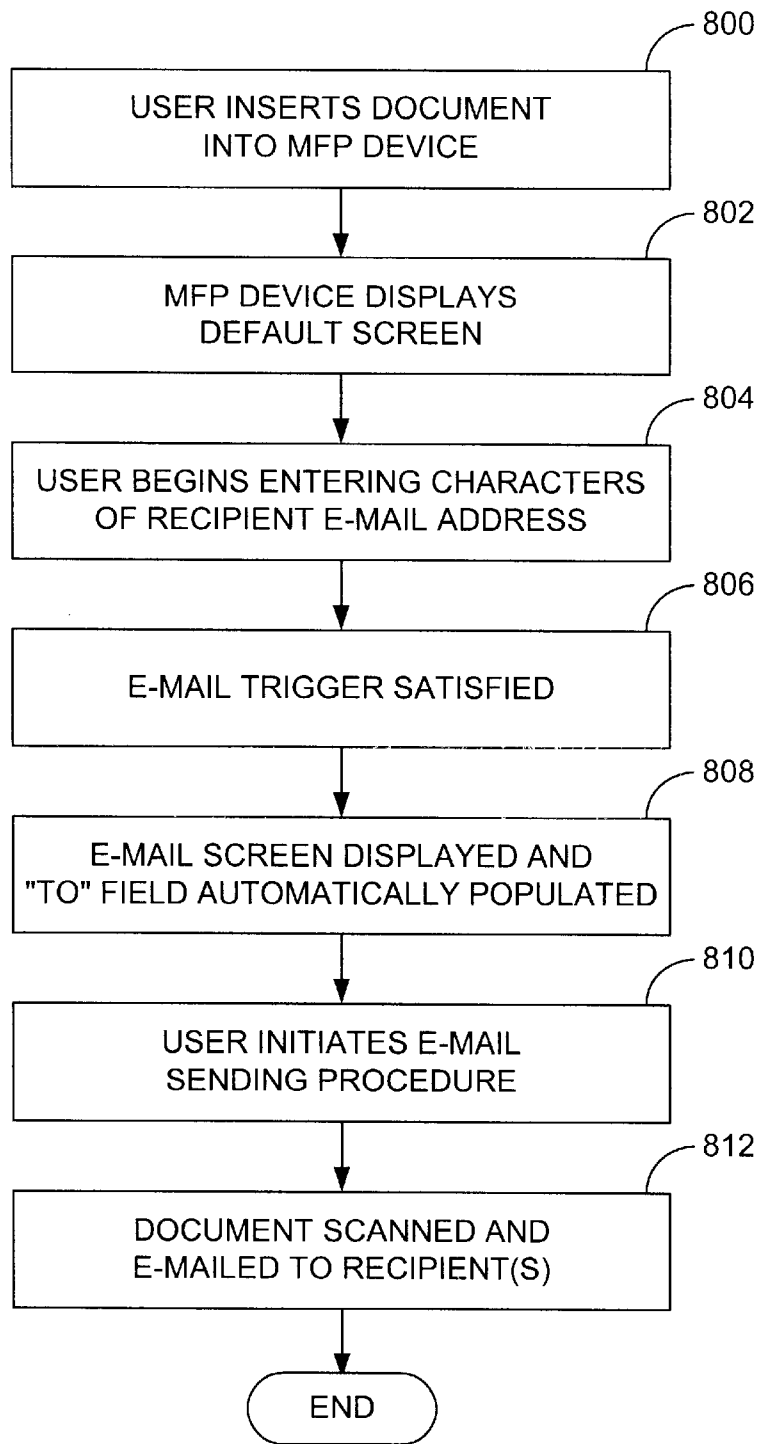 800
USER INSERTS DOCUMENT
INTO MFP DEVICE
802
MFP DEVICE DISPLAYS
DEFAULT SCREEN
804
USER BEGINS ENTERING CHARACTERS
OF RECIPIENT E-MAIL ADDRESS
806
E-MAIL TRIGGER SATISFIED
808
E-MAIL SCREEN DISPLAYED AND
"TO" FIELD AUTOMATICALLY POPULATED
810
USER INITIATES E-MAIL
SENDING PROCEDURE
812
DOCUMENT SCANNED AND
E-MAILED TO RECIPIENT(S)
END